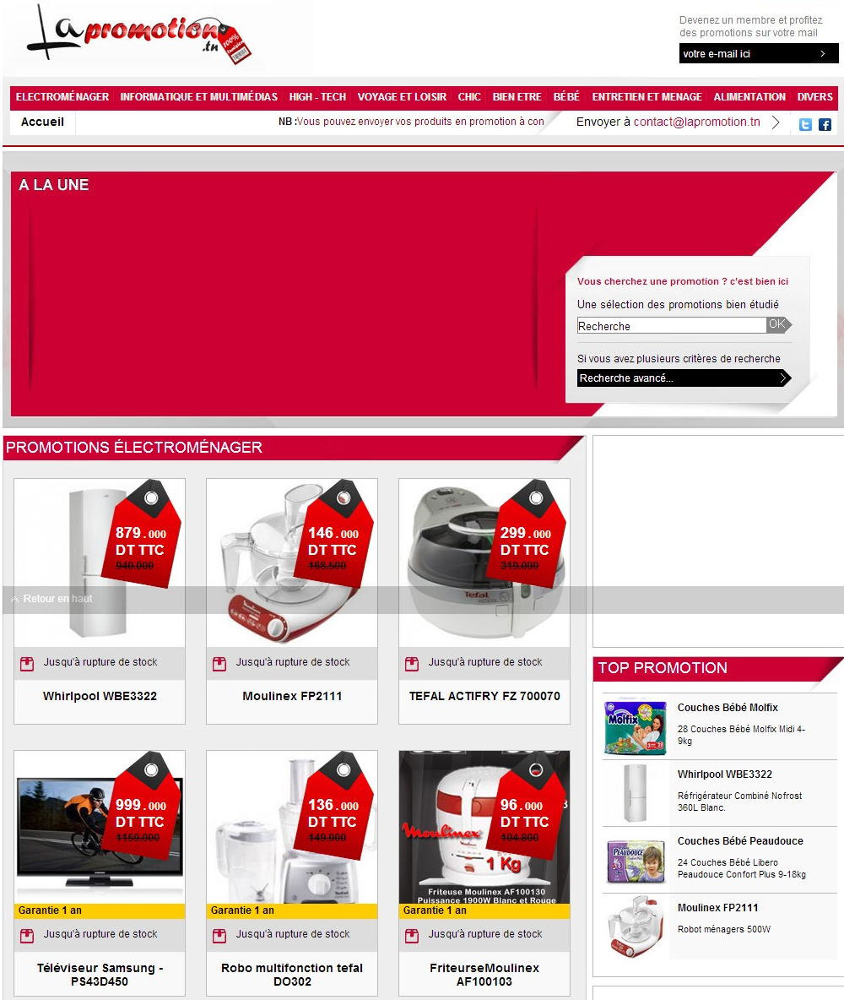 Lapromotion.tn
100%
Devenez un membre et profitez
des promotions sur votre mail
votre e-mail ici
ELECTROMÉNAGER INFORMATIQUE ET MULTIMÉDIAS HIGH - TECH VOYAGE ET LOISIR CHIC BIEN ETRE BÉBÉ ENTRETIEN ET MENAGE ALIMENTATION DIVERS
Accueil
NB :Vous pouvez envoyer vos produits en promotion à con
Envoyer à contact@lapromotion.tn
A LA UNE
Vous cherchez une promotion ? c'est bien ici
Une sélection des promotions bien étudié
Recherche OK
Si vous avez plusieurs critères de recherche
Recherche avancé...
PROMOTIONS ÉLECTROMÉNAGER
879.000
DT TTC
940.000
146.000
DT TTC
168.500
299.000
DT TTC
319.000
Tefal
Retour en haut
Jusqu'à rupture de stock
Jusqu'à rupture de stock
Jusqu'à rupture de stock
Whirlpool WBE3322
Moulinex FP2111
TEFAL ACTIFRY FZ 700070
999.000
DT TTC
1159.000
136.000
DT TTC
149.900
96.000
DT TTC
104.800
Moulinex
1 Kg
Friteuse Moulinex AF100130
Puissance 1900W Blanc et Rouge
Garantie 1 an
Garantie 1 an
Garantie 1 an
Jusqu'à rupture de stock
Jusqu'à rupture de stock
Jusqu'à rupture de stock
Téléviseur Samsung -
PS43D450
Robo multifonction tefal
DO302
FriteurseMoulinex
AF100103
TOP PROMOTION
Molfix
Couches Bébé Molfix
28 Couches Bébé Molfix Midi 4-
9kg
Whirlpool WBE3322
Réfrigérateur Combiné Nofrost
360L Blanc.
PEAUDOUCE
Couches Bébé Peaudouce
24 Couches Bébé Libero
Peaudouce Confort Plus 9-18kg
Moulinex FP2111
Robot ménagers 500W